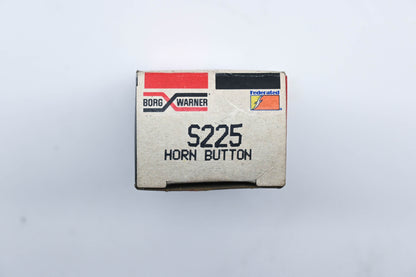 BORG WARNER
Federated
S225
HORN BUTTON